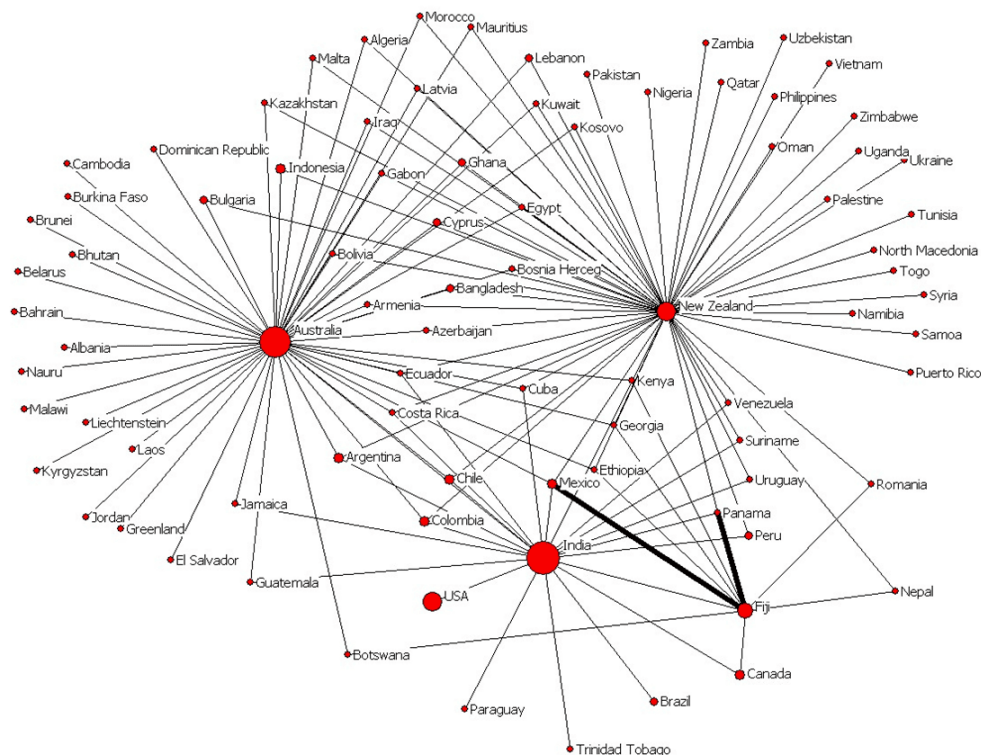 Morocco
Mauritius
Algeria
Malta
Lebanon
Zambia
Uzbekistan
Vietnam
Pakistan
Qatar
Nigeria
Philippines
Latvia
Kazakhstan
Kuwait
Iraq
Kosovo
Zimbabwe
Dominican Republic
Oman
Uganda
Ukraine
Cambodia
Indonesia
Ghana
Gabon
Burkina Faso
Bulgaria
Palestine
Egypt
Tunisia
Brunei
Cyprus
Bhutan
Bolivia
North Macedonia
Belarus
Bosnia Herceg
Togo
Bangladesh
Syria
Bahrain
Armenia
New Zealand
Namibia
Australia
Azerbaijan
Samoa
Albania
Nauru
Ecuador
Kenya
Puerto Rico
Cuba
Malawi
Costa Rica
Venezuela
Liechtenstein
Georgia
Laos
Suriname
Argentina
Kyrgyzstan
Ethiopia
Chile
Mexico
Uruguay
Romania
Jamaica
Panama
Jordan
Colombia
Greenland
Peru
India
El Salvador
Guatemala
Nepal
USA
Fiji
Botswana
Canada
Brazil
Paraguay
Trinidad Tobago